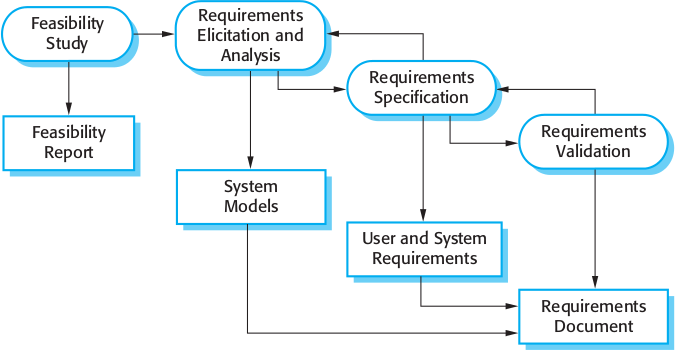 Feasibility
Study
Requirements
Elicitation and
Analysis
Requirements
Specification
Requirements
Validation
Feasibility
Report
System
Models
User and System
Requirements
Requirements
Document